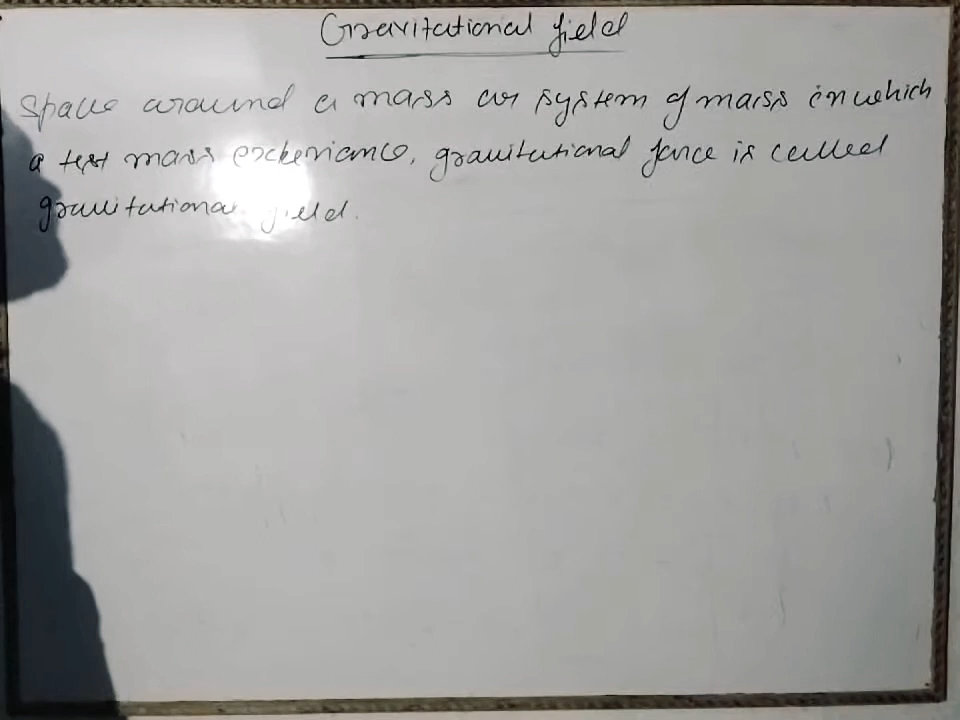 Gravitational field
Space around a mass or system of mass in which
a test mass experiance, gravitational force is called
gravitational field.